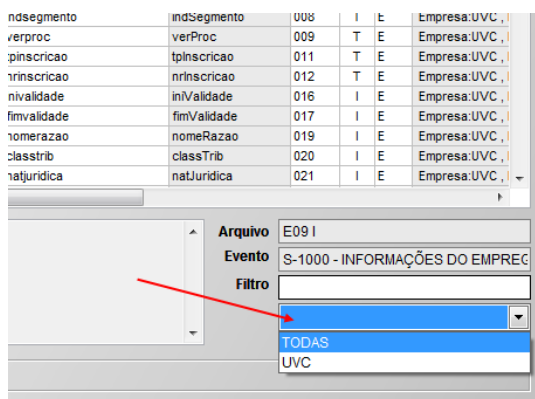 indsegmento indSegmento 008 T E Empresa:UVC ,
verproc verProc 009 T E Empresa:UVC ,
tpinscricao tpInscricao 011 T E Empresa:UVC ,
nrinscricao nrInscricao 012 T E Empresa:UVC ,
nivalidade iniValidade 016 I E Empresa:UVC ,
fimvalidade fimValidade 017 I E Empresa:UVC ,
nomerazao nomeRazao 019 I E Empresa:UVC ,
classtrib classTrib 020 I E Empresa:UVC ,
natjuridica natJuridica 021 I E Empresa:UVC ,
Arquivo E09 I
Evento S-1000 - INFORMAÇÕES DO EMPREG
Filtro
TODAS
UVC